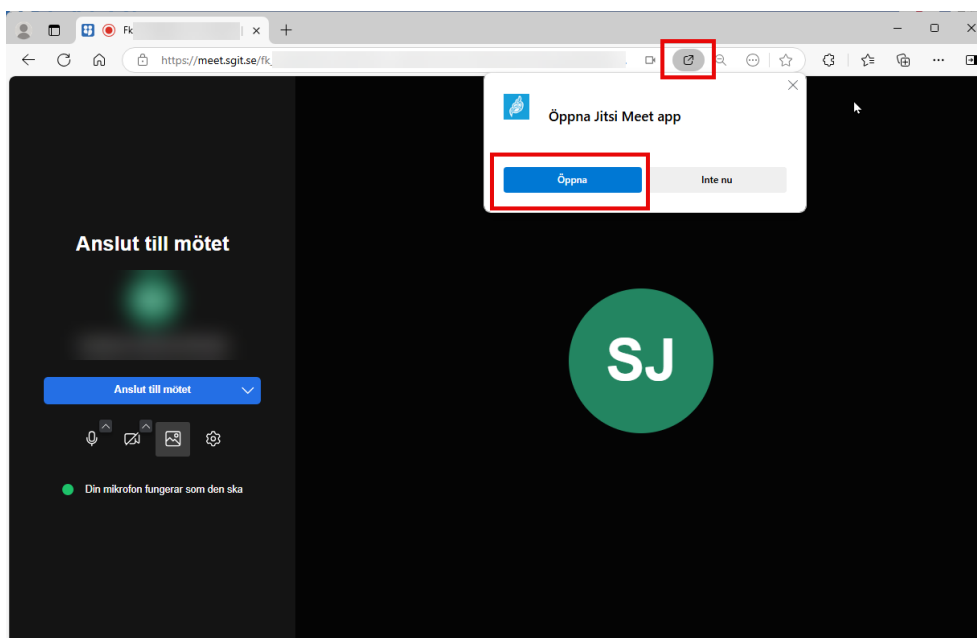 Fk
https://meet.sgit.se/fk_
Öppna Jitsi Meet app
Öppna
Inte nu
Anslut till mötet
SJ
Anslut till mötet
Din mikrofon fungerar som den ska